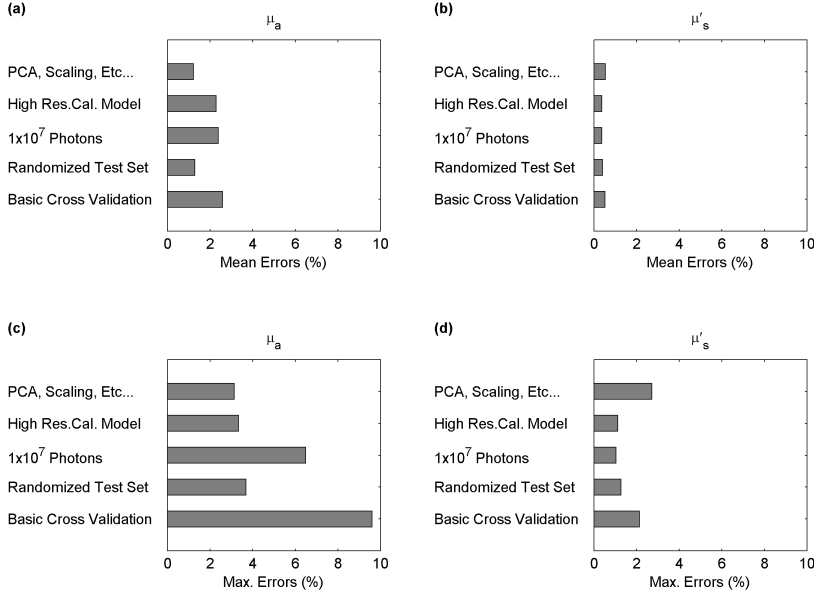 (a)
μa
PCA, Scaling, Etc...
High Res.Cal. Model
1x10^7 Photons
Randomized Test Set
Basic Cross Validation
0 2 4 6 8 10
Mean Errors (%)
(b)
μ′s
PCA, Scaling, Etc...
High Res.Cal. Model
1x10^7 Photons
Randomized Test Set
Basic Cross Validation
0 2 4 6 8 10
Mean Errors (%)
(c)
μa
PCA, Scaling, Etc...
High Res.Cal. Model
1x10^7 Photons
Randomized Test Set
Basic Cross Validation
0 2 4 6 8 10
Max. Errors (%)
(d)
μ′s
PCA, Scaling, Etc...
High Res.Cal. Model
1x10^7 Photons
Randomized Test Set
Basic Cross Validation
0 2 4 6 8 10
Max. Errors (%)